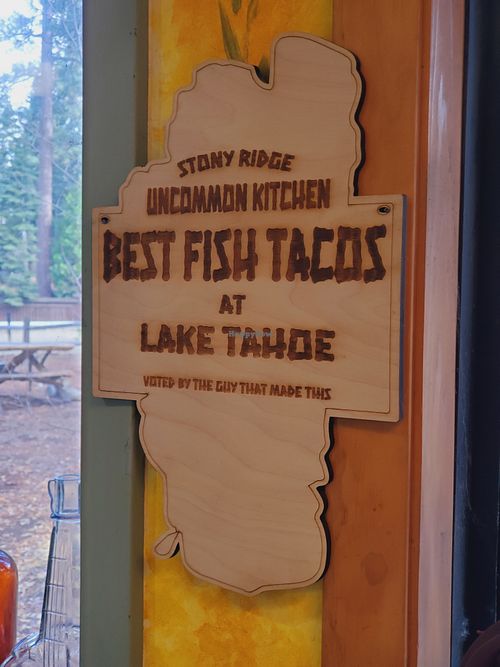 STONY RIDGE
UNCOMMON KITCHEN
BEST FISH TACOS
AT
LAKE TAHOE
VOTED BY THE GUY THAT MADE THIS